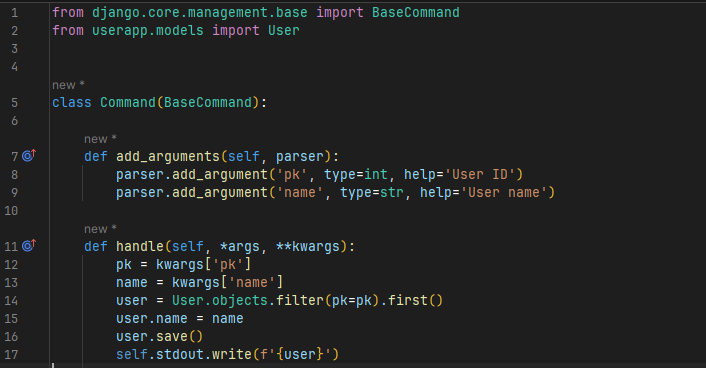 1 from django.core.management.base import BaseCommand
2 from userapp.models import User
3
4
new *
5 class Command(BaseCommand):
6
new *
7 def add_arguments(self, parser):
8 parser.add_argument('pk', type=int, help='User ID')
9 parser.add_argument('name', type=str, help='User name')
10
new *
11 def handle(self, *args, **kwargs):
12 pk = kwargs['pk']
13 name = kwargs['name']
14 user = User.objects.filter(pk=pk).first()
15 user.name = name
16 user.save()
17 self.stdout.write(f'{user}')